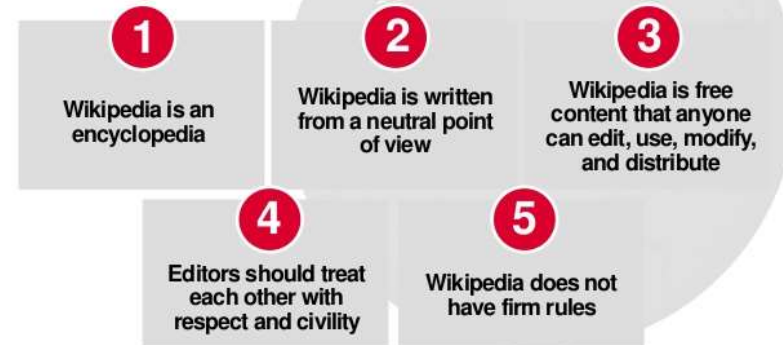 1
Wikipedia is an
encyclopedia
2
Wikipedia is written
from a neutral point
of view
3
Wikipedia is free
content that anyone
can edit, use, modify,
and distribute
4
Editors should treat
each other with
respect and civility
5
Wikipedia does not
have firm rules